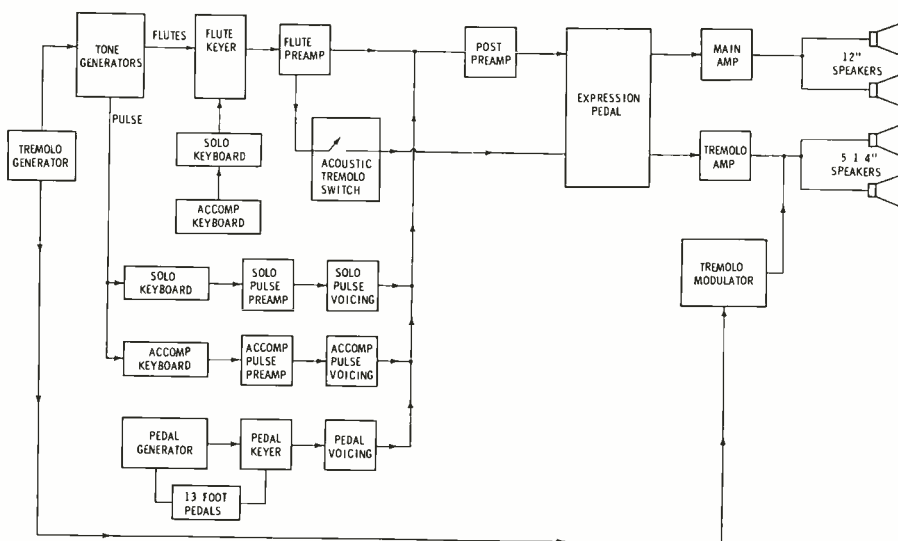 TONE
GENERATORS
FLUTES
FLUTE
KEYER
FLUTE
PREAMP
POST
PREAMP
EXPRESSION
PEDAL
MAIN
AMP
12"
SPEAKERS
PULSE
TREMOLO
GENERATOR
SOLO
KEYBOARD
ACCOMP
KEYBOARD
ACOUSTIC
TREMOLO
SWITCH
TREMOLO
AMP
5 1 4"
SPEAKERS
TREMOLO
MODULATOR
SOLO
KEYBOARD
SOLO
PULSE
PREAMP
SOLO
PULSE
VOICING
ACCOMP
KEYBOARD
ACCOMP
PULSE
PREAMP
ACCOMP
PULSE
VOICING
PEDAL
GENERATOR
PEDAL
KEYER
PEDAL
VOICING
13 FOOT
PEDALS